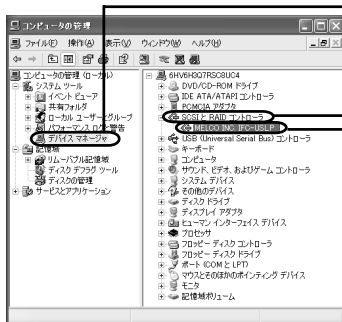 コンピュータの管理
ファイル(F) 操作(A) 表示(V) ウィンドウ(W) ヘルプ(H)
コンピュータの管理 (ローカル)
システム ツール
イベント ビューア
共有フォルダ
ローカル ユーザーとグループ
パフォーマンス ログと警告
デバイス マネージャ
記憶域
リムーバブル記憶域
ディスク デフラグ ツール
ディスクの管理
サービスとアプリケーション
6HV6H3Q7RSC8UC4
DVD/CD-ROM ドライブ
IDE ATA/ATAPI コントローラ
PCMCIA アダプタ
SCSI と RAID コントローラ
MELCO INC. IFC-USLP
USB (Universal Serial Bus) コントローラ
キーボード
コンピュータ
サウンド、ビデオ、およびゲーム コントローラ
システム デバイス
その他のデバイス
ディスク ドライブ
ディスプレイ アダプタ
ヒューマン インターフェイス デバイス
プロセッサ
フロッピー ディスク コントローラ
フロッピー ディスク ドライブ
ポート (COM と LPT)
マウスとそのほかのポインティング デバイス
モニタ
記憶域ボリューム